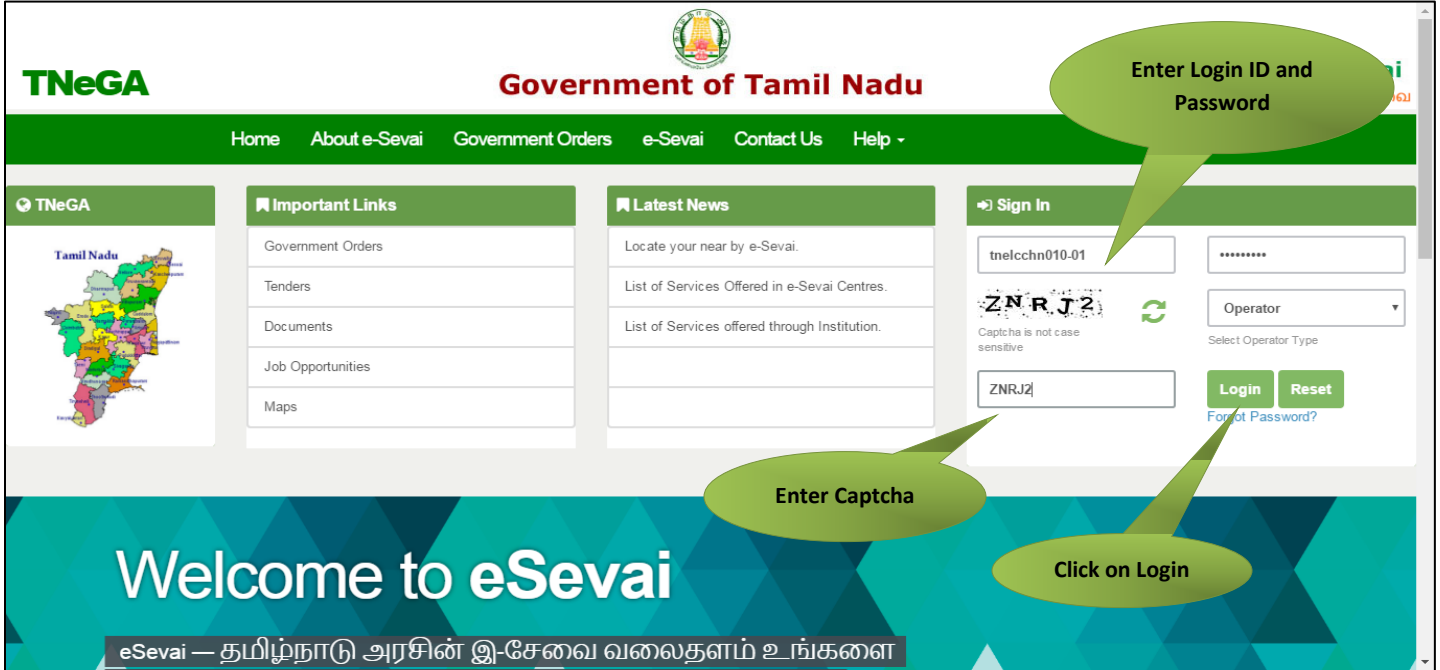 TNeGA
Government of Tamil Nadu
Enter Login ID and
Password
Home About e-Sevai Government Orders e-Sevai Contact Us Help
TNeGA
Tamil Nadu
Important Links
Government Orders
Tenders
Documents
Job Opportunities
Maps
Latest News
Locate your near by e-Sevai.
List of Services Offered in e-Sevai Centres.
List of Services offered through Institution.
Sign In
tnelcchn010-01
•••••••••
ZNRJ2
Captcha is not case
sensitive
Operator
Select Operator Type
ZNRJ2
Login Reset
Forgot Password?
Enter Captcha
Click on Login
Welcome to eSevai
eSevai — தமிழ்நாடு அரசின் இ-சேவை வலைதளம் உங்களை